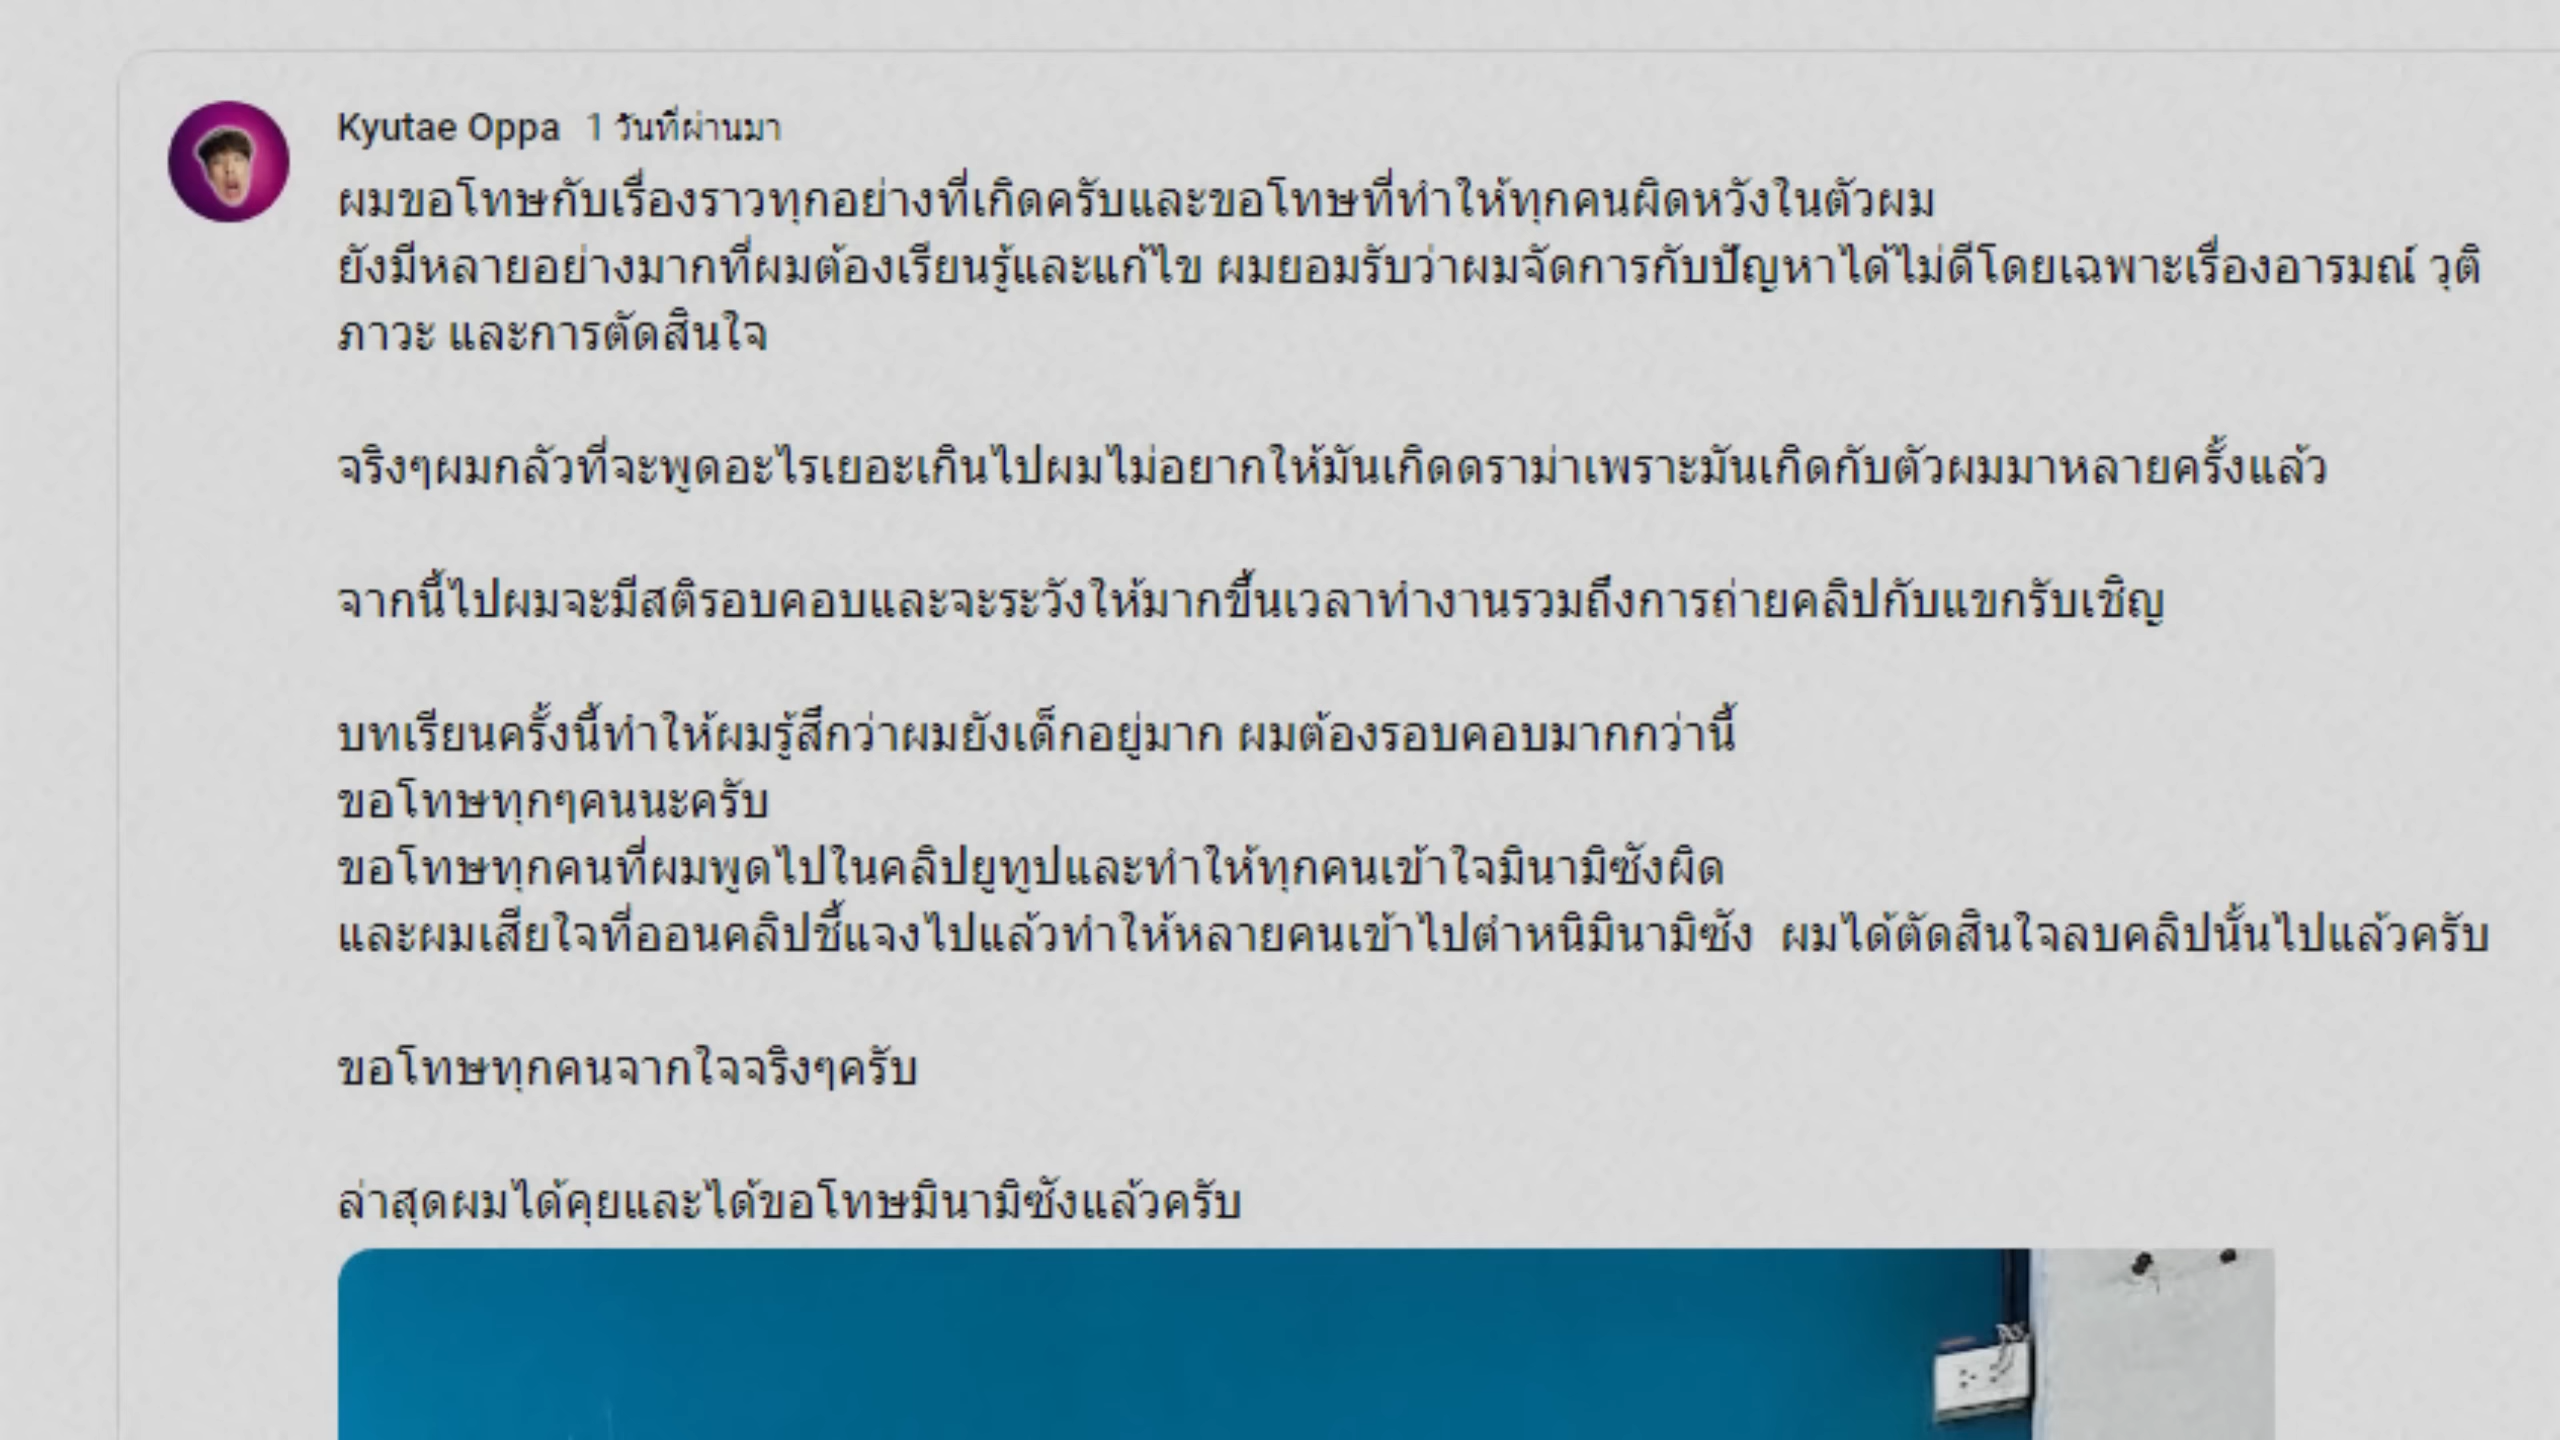 Kyutae Oppa 1 วันที่ผ่านมา
ผมขอโทษกับเรื่องราวทุกอย่างที่เกิดครับและขอโทษที่ทำให้ทุกคนผิดหวังในตัวผม
ยังมีหลายอย่างมากที่ผมต้องเรียนรู้และแก้ไข ผมยอมรับว่าผมจัดการกับปัญหาได้ไม่ดีโดยเฉพาะเรื่องอารมณ์ วุติ
ภาวะ และการตัดสินใจ
จริงๆผมกลัวที่จะพูดอะไรเยอะเกินไปผมไม่อยากให้มันเกิดดราม่าเพราะมันเกิดกับตัวผมมาหลายครั้งแล้ว
จากนี้ไปผมจะมีสติรอบคอบและจะระวังให้มากขึ้นเวลาทำงานรวมถึงการถ่ายคลิปกับแขกรับเชิญ
บทเรียนครั้งนี้ทำให้ผมรู้สึกว่าผมยังเด็กอยู่มาก ผมต้องรอบคอบมากกว่านี้
ขอโทษทุกๆคนนะครับ
ขอโทษทุกคนที่ผมพูดไปในคลิปยูทูปและทำให้ทุกคนเข้าใจมินามิซังผิด
และผมเสียใจที่ออนคลิปชี้แจงไปแล้วทำให้หลายคนเข้าไปตำหนิมินามิซัง ผมได้ตัดสินใจลบคลิปนั้นไปแล้วครับ
ขอโทษทุกคนจากใจจริงๆครับ
ล่าสุดผมได้คุยและได้ขอโทษมินามิซังแล้วครับ